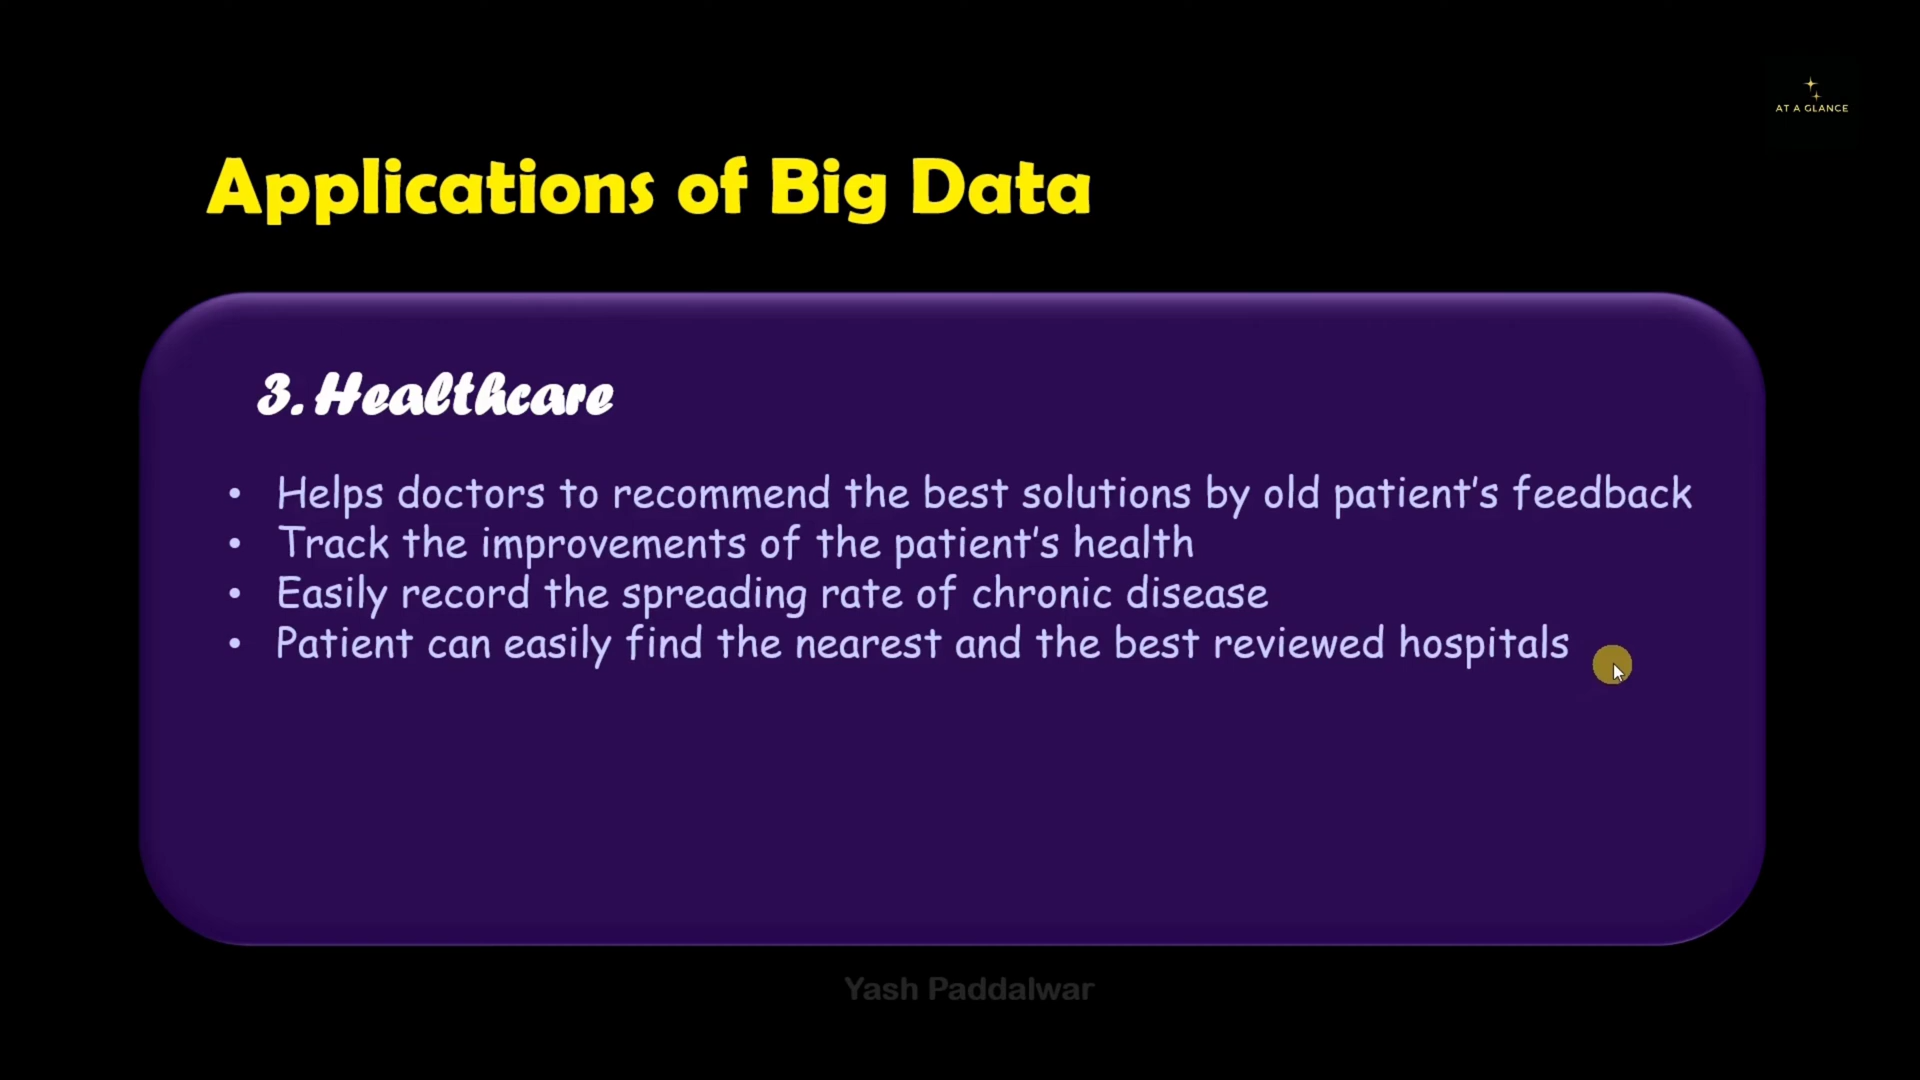 AT A GLANCE
Applications of Big Data
3. Healthcare
• Helps doctors to recommend the best solutions by old patient's feedback
• Track the improvements of the patient's health
• Easily record the spreading rate of chronic disease
• Patient can easily find the nearest and the best reviewed hospitals
Yash Paddalwar